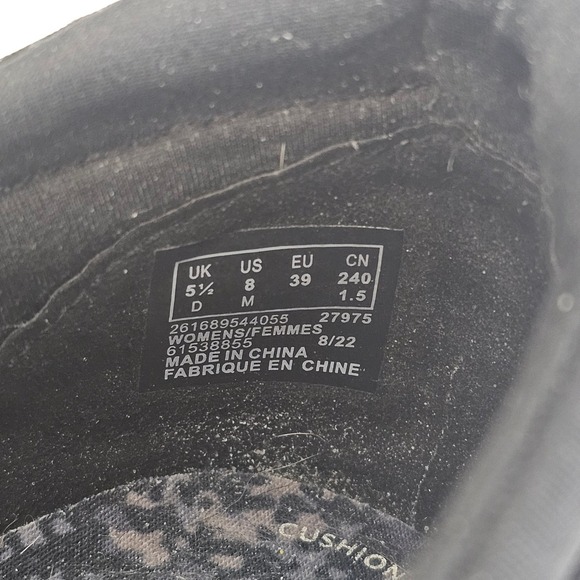 UK US EU CN
5½ 8 39 240
D M 1.5
261689544055 27975
WOMENS/FEMMES
61538855 8/22
MADE IN CHINA
FABRIQUE EN CHINE
CUSHION